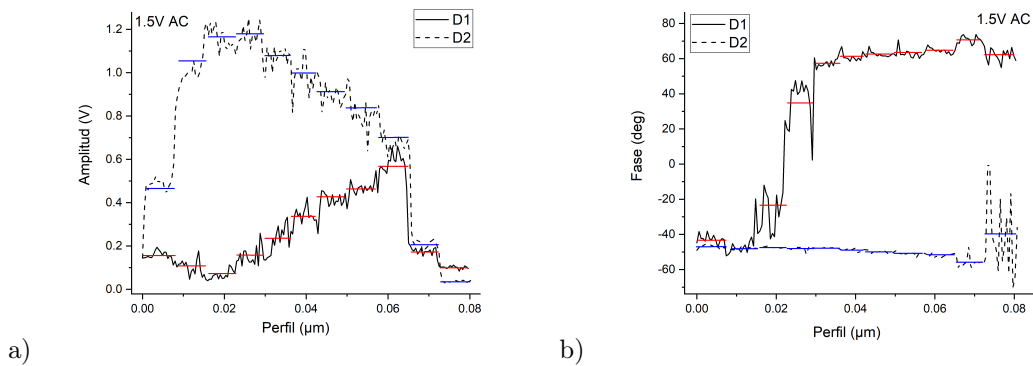 1.5V AC
D1
D2
1.2
1.0
0.8
0.6
0.4
0.2
0.0
Amplitud (V)
0.00
0.02
0.04
0.06
0.08
Perfil (µm)
a)
D1
D2
1.5V AC
80
60
40
20
0
-20
-40
-60
Fase (deg)
0.00
0.02
0.04
0.06
0.08
Perfil (µm)
b)